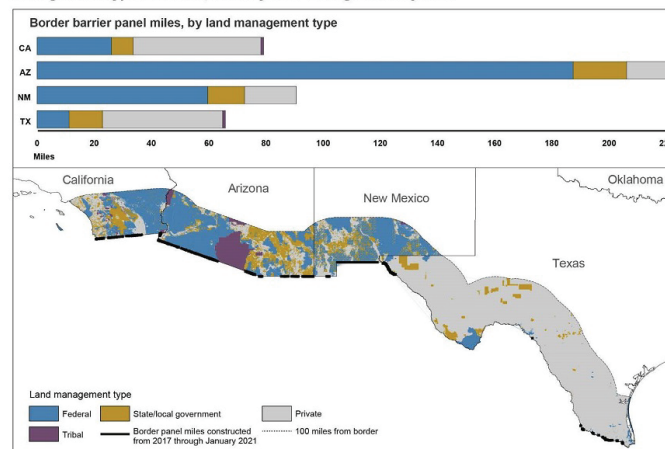 Border barrier panel miles, by land management type
CA
AZ
NM
TX
0 20 40 60 80 100 120 140 160 180 200
Miles
California
Arizona
New Mexico
Oklahoma
Texas
Land management type
Federal
State/local government
Private
Tribal
Border panel miles constructed
from 2017 through January 2021
100 miles from border